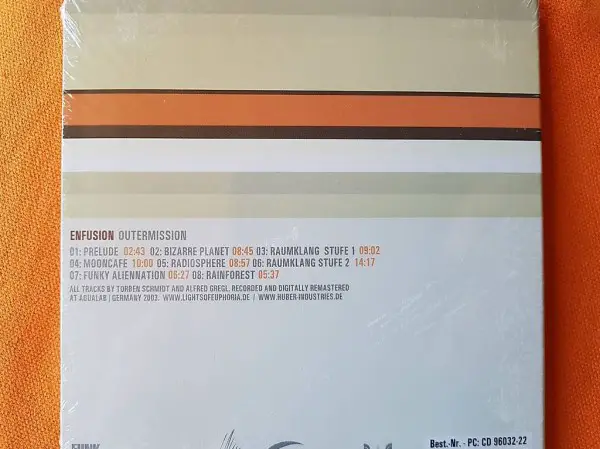 ENFUSION OUTERMISSION
01: PRELUDE 02:43 02: BIZARRE PLANET 08:45 03: RAUMKLANG STUFE 1 09:02
04: MOONCAFE 10:00 05: RADIOSPHERE 08:57 06: RAUMKLANG STUFE 2 14:17
07: FUNKY ALIENNATION 06:27 08: RAINFOREST 05:37
ALL TRACKS BY TORBEN SCHMIDT AND ALFRED GREGL. RECORDED AND DIGITALLY REMASTERED
AT AQUALAB | GERMANY 2003. WWW.LIGHTSOFEUPHORIA.DE | WWW.HUBER-INDUSTRIES.DE
Best.-Nr. - PC: CD 96032-22